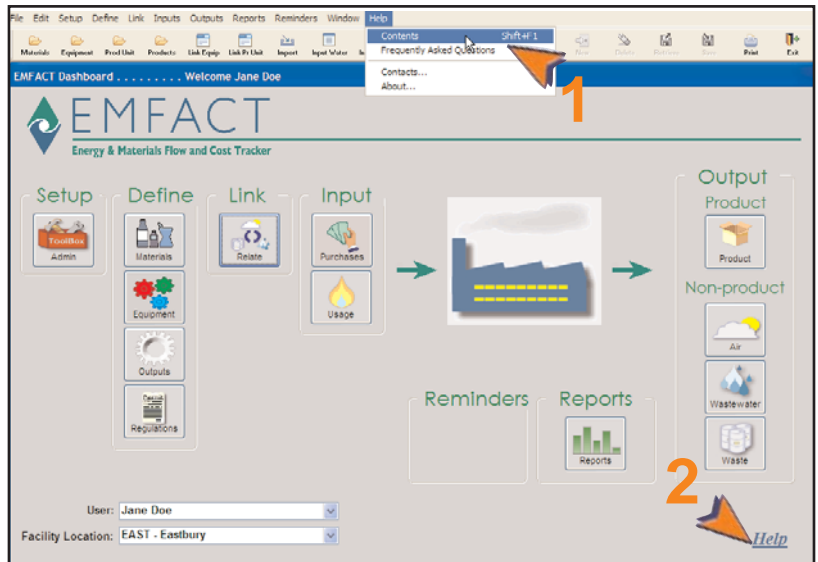 File Edit Setup Define Link Inputs Outputs Reports Reminders Window Help
Materials Equipment Prod Unit Products Link Equip Link Pr Unit Import Input Water New Delete Save Print Exit
Contents Shift+F1
Frequently Asked Questions
Contacts...
About...
1
EMFACT Dashboard . . . . . . . . . Welcome Jane Doe
EMFACT
Energy & Materials Flow and Cost Tracker
Setup
ToolBox
Admin
Define
Materials
Equipment
Outputs
Regulations
Link
Relate
Input
Purchases
Usage
Output
Product
Product
Non-product
Air
Wastewater
Waste
Reminders
Reports
Reports
2
Help
User: Jane Doe
Facility Location: EAST - Eastbury